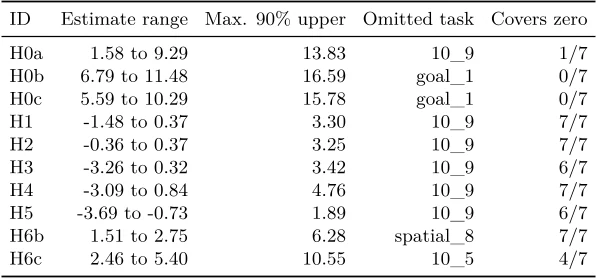 ID Estimate range Max. 90% upper Omitted task Covers zero
H0a 1.58 to 9.29 13.83 10_9 1/7
H0b 6.79 to 11.48 16.59 goal_1 0/7
H0c 5.59 to 10.29 15.78 goal_1 0/7
H1 -1.48 to 0.37 3.30 10_9 7/7
H2 -0.36 to 0.37 3.25 10_9 7/7
H3 -3.26 to 0.32 3.42 10_9 6/7
H4 -3.09 to 0.84 4.76 10_9 7/7
H5 -3.69 to -0.73 1.89 10_9 6/7
H6b 1.51 to 2.75 6.28 spatial_8 7/7
H6c 2.46 to 5.40 10.55 10_5 4/7